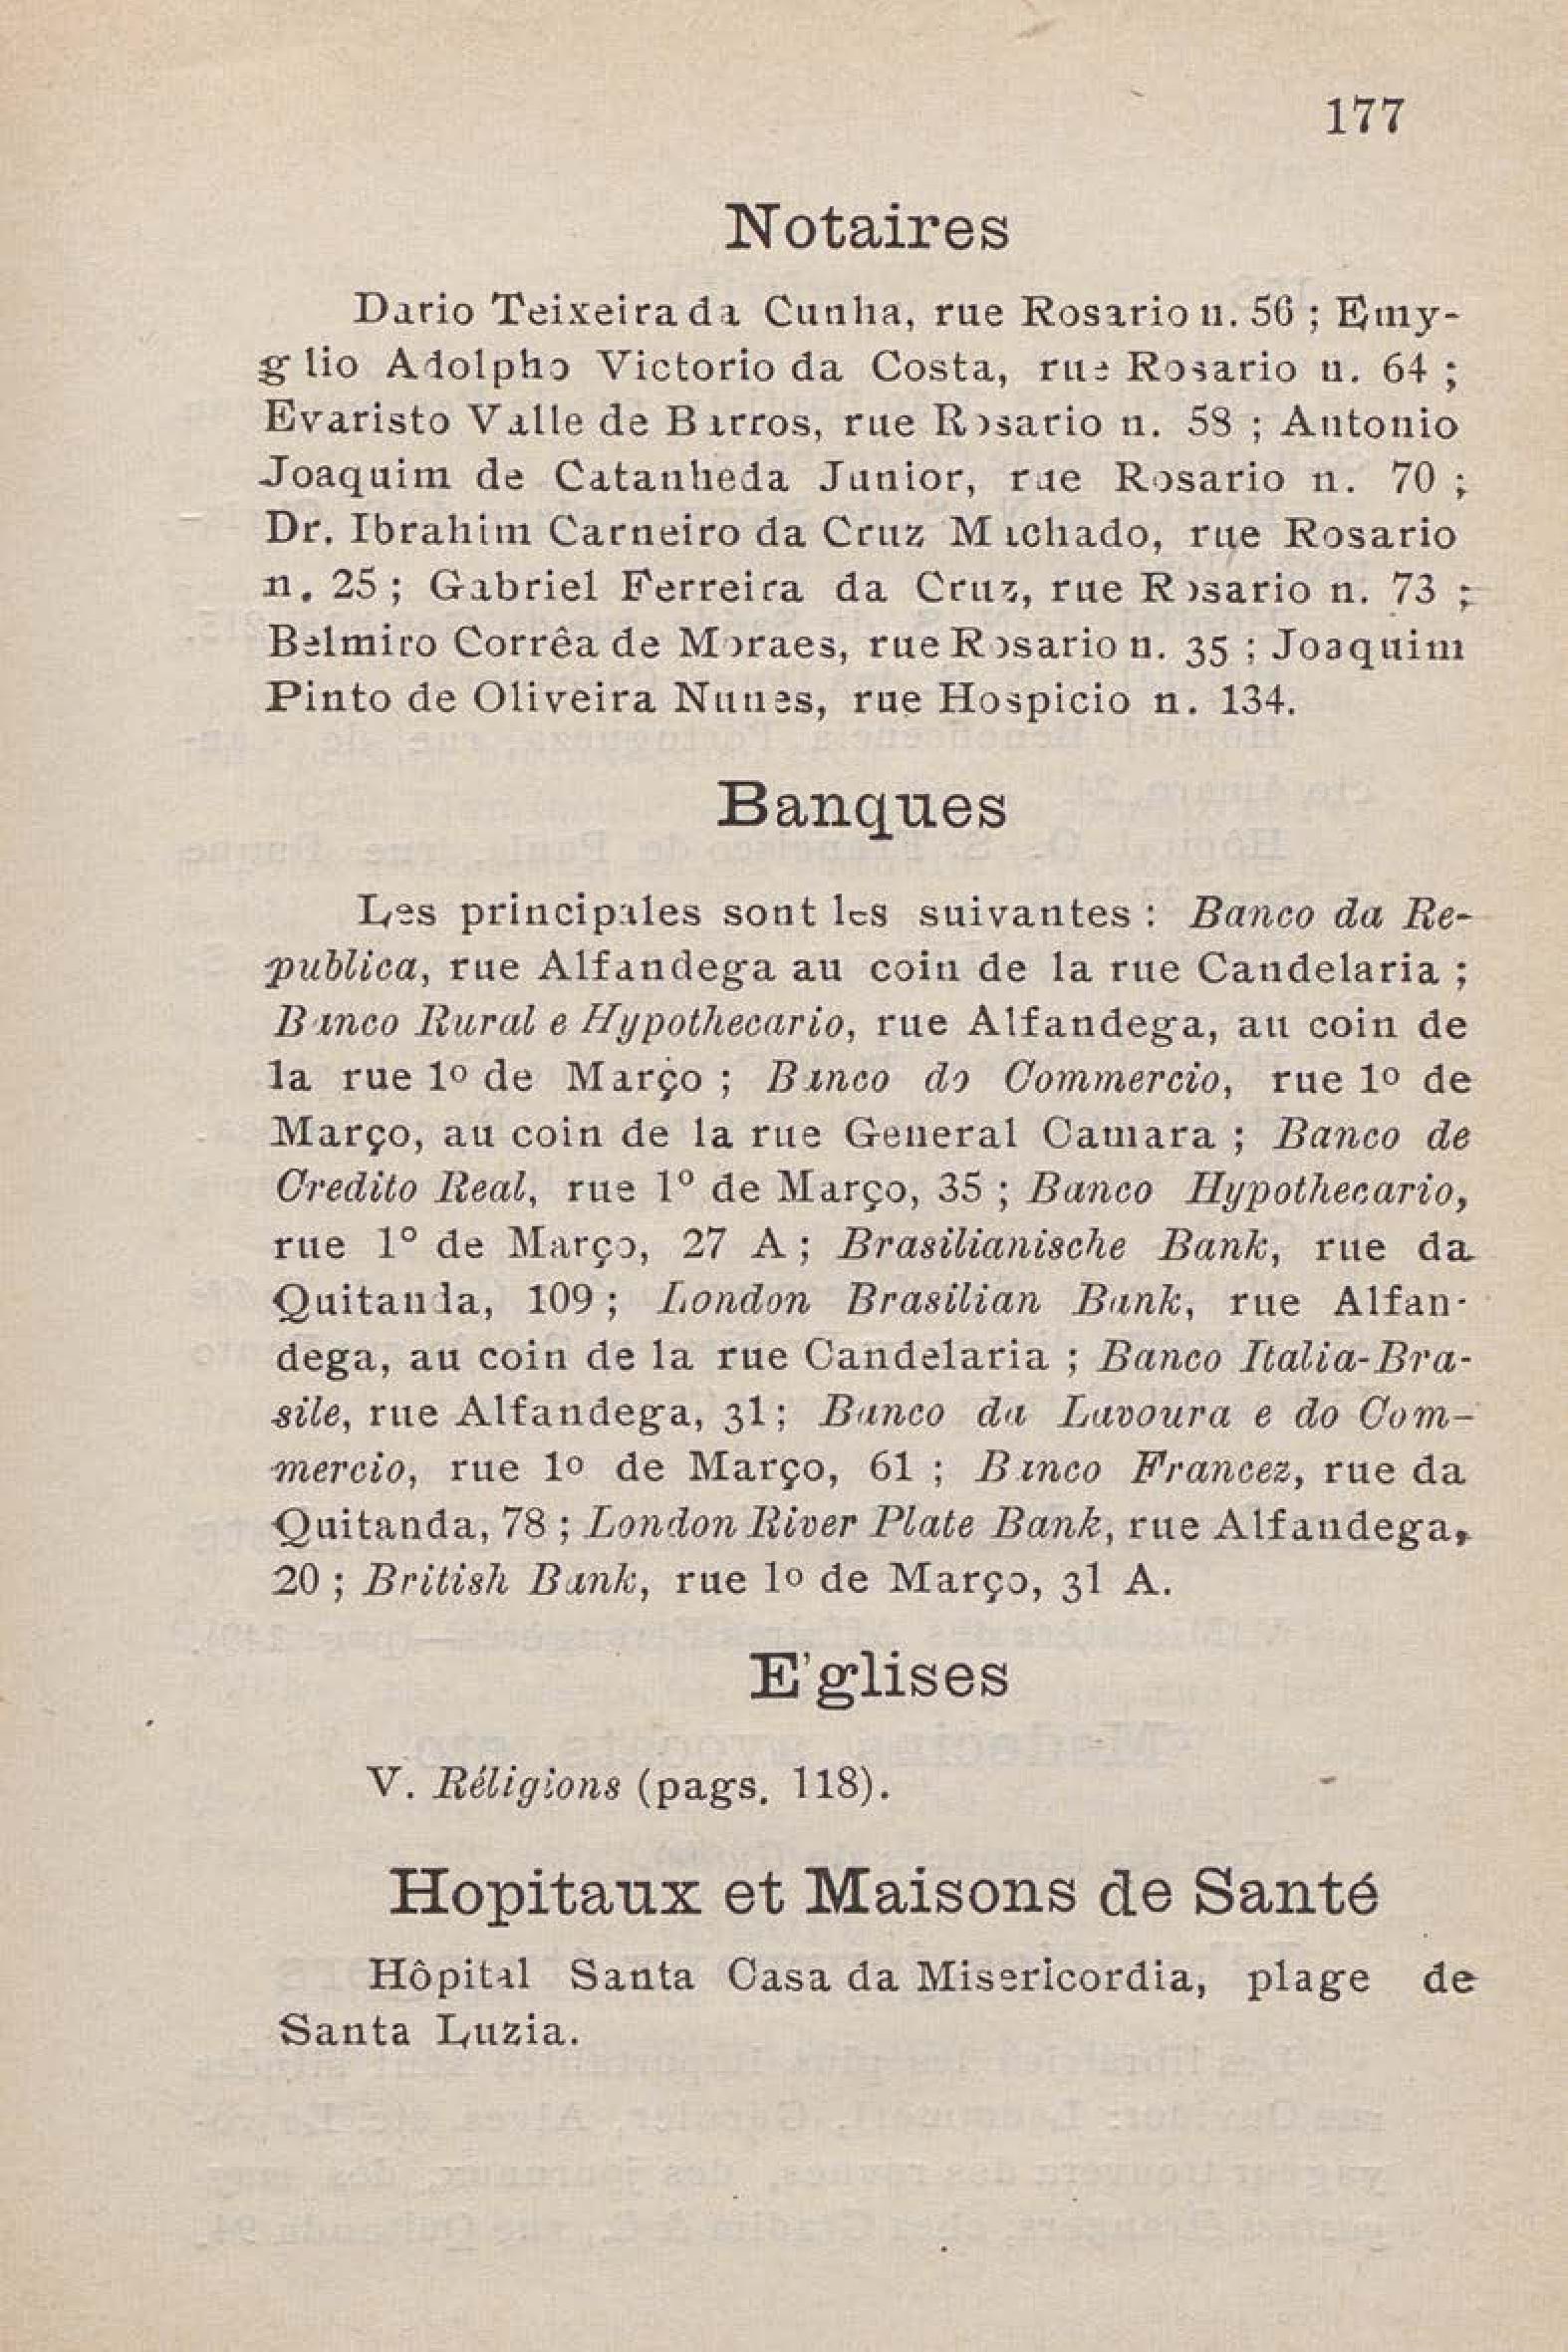 177
Notaires
Dario Teixeira da Cunha, rue Rosario n. 56 ; Emy-
glio Adolpho Victorio da Costa, rue Rosario n. 64 ;
Evaristo Valle de Barros, rue Rosario n. 58 ; Antonio
Joaquim de Catanheda Junior, rue Rosario n. 70 ;
Dr. Ibrahim Carneiro da Cruz Machado, rue Rosario
n. 25 ; Gabriel Ferreira da Cruz, rue Rosario n. 73 ;
Belmiro Corrêa de Moraes, rue Rosario n. 35 ; Joaquim
Pinto de Oliveira Nunes, rue Hospicio n. 134.
Banques
Les principales sont les suivantes : Banco da Re-
publica, rue Alfandega au coin de la rue Candelaria ;
Banco Rural e Hypothecario, rue Alfandega, au coin de
la rue 1º de Março ; Banco do Commercio, rue 1º de
Março, au coin de la rue General Camara ; Banco de
Credito Real, rue 1º de Março, 35 ; Banco Hypothecario,
rue 1º de Março, 27 A ; Brasilianische Bank, rue da
Quitanda, 109 ; London Brasilian Bank, rue Alfan-
dega, au coin de la rue Candelaria ; Banco Italia-Bra-
sile, rue Alfandega, 31 ; Banco da Lavoura e do Com-
mercio, rue 1º de Março, 61 ; Banco Francez, rue da
Quitanda, 78 ; London River Plate Bank, rue Alfandega,
20 ; British Bank, rue 1º de Março, 31 A.
E'glises
V. Réligions (pags. 118).
Hopitaux et Maisons de Santé
Hôpital Santa Casa da Misericordia, plage de
Santa Luzia.